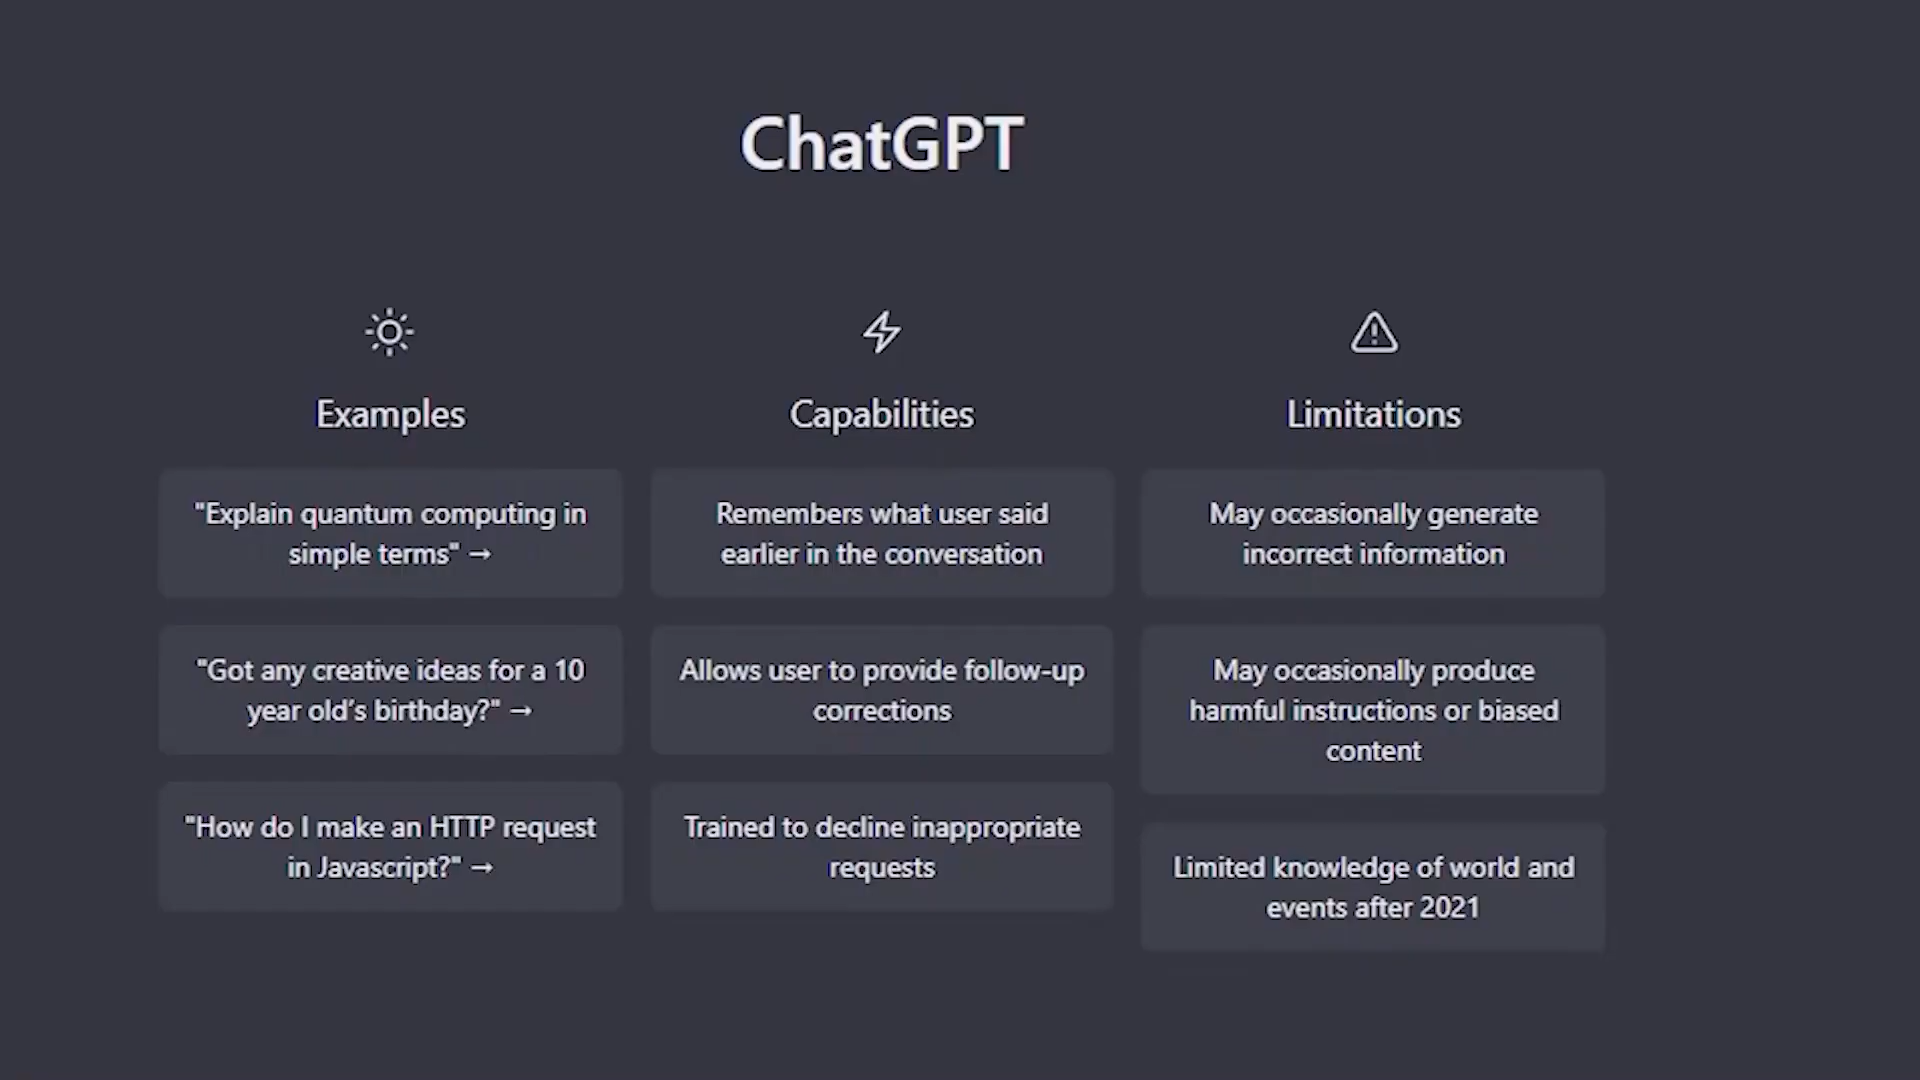 ChatGPT
Examples
"Explain quantum computing in
simple terms" →
"Got any creative ideas for a 10
year old’s birthday?" →
"How do I make an HTTP request
in Javascript?" →
Capabilities
Remembers what user said
earlier in the conversation
Allows user to provide follow-up
corrections
Trained to decline inappropriate
requests
Limitations
May occasionally generate
incorrect information
May occasionally produce
harmful instructions or biased
content
Limited knowledge of world and
events after 2021